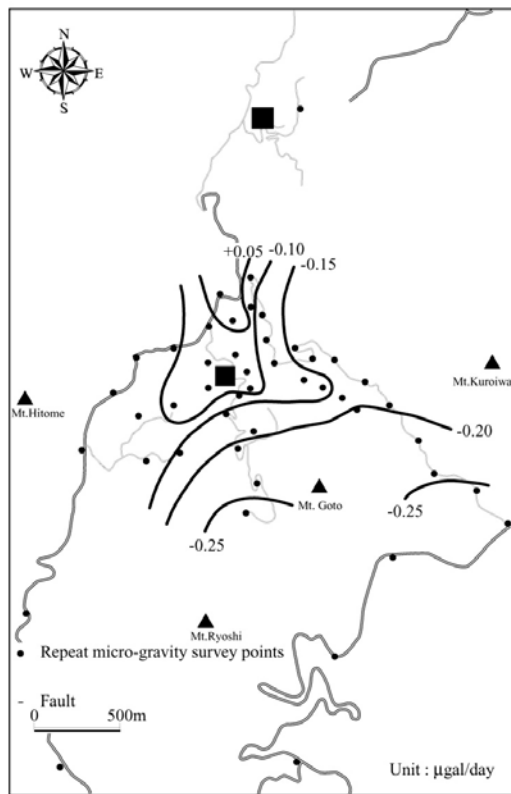 N
W E
S
+0.05 -0.10
-0.15
Mt.Kuroiwa
Mt.Hitome
-0.20
Mt. Goto
-0.25
-0.25
Mt.Ryoshi
Repeat micro-gravity survey points
- Fault
0 500m
Unit : µgal/day